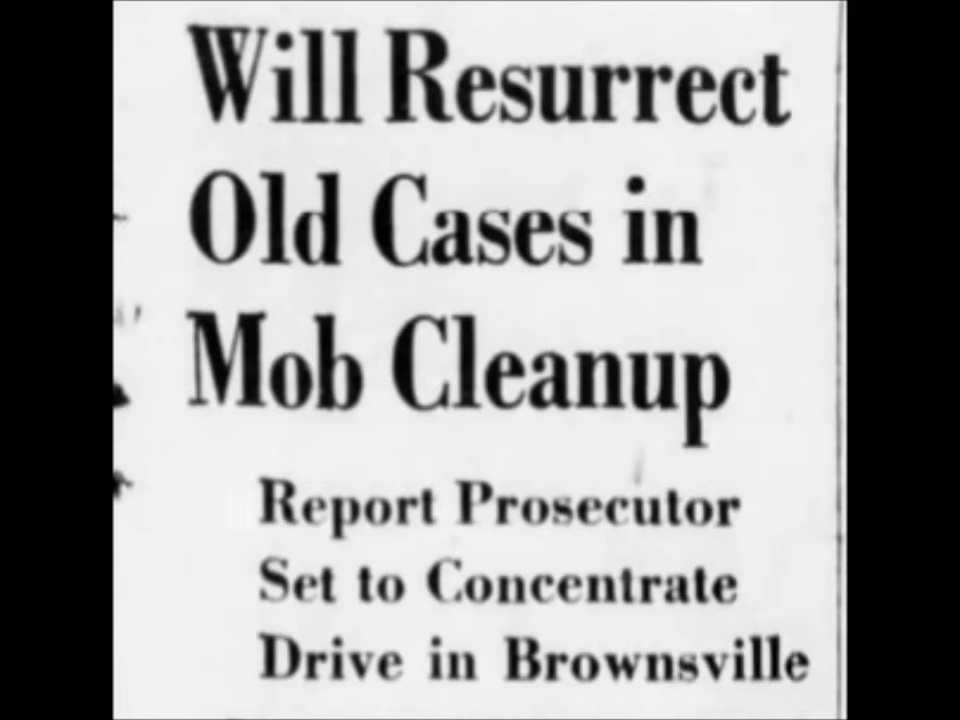 Will Resurrect
Old Cases in
Mob Cleanup
Report Prosecutor
Set to Concentrate
Drive in Brownsville